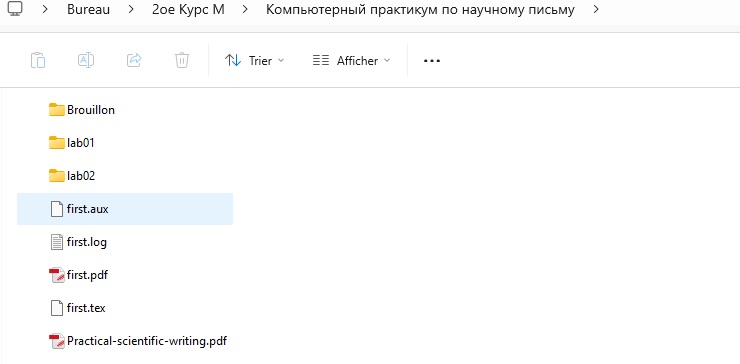 Bureau > 2ое Курс М > Компьютерный практикум по научному письму >
Trier Afficher ...
Brouillon
lab01
lab02
first.aux
first.log
first.pdf
first.tex
Practical-scientific-writing.pdf